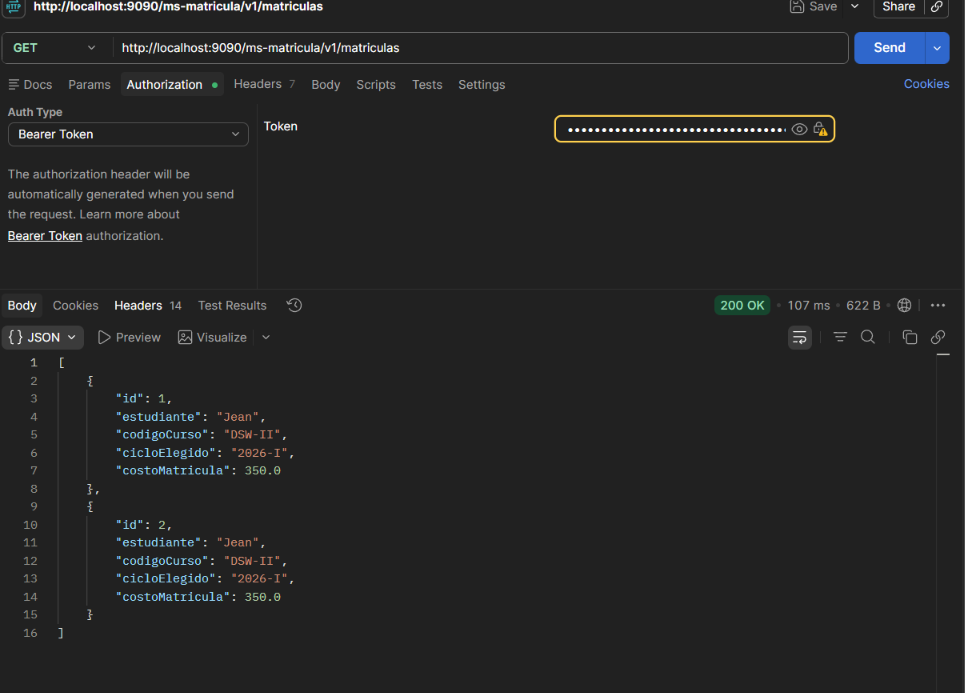 HTTP http://localhost:9090/ms-matricula/v1/matriculas Save Share
GET http://localhost:9090/ms-matricula/v1/matriculas Send
Docs Params Authorization Headers 7 Body Scripts Tests Settings Cookies
Auth Type
Bearer Token
Token
The authorization header will be
automatically generated when you send
the request. Learn more about
Bearer Token authorization.
Body Cookies Headers 14 Test Results 200 OK • 107 ms • 622 B •
{} JSON Preview Visualize
1 [
2 {
3 "id": 1,
4 "estudiante": "Jean",
5 "codigoCurso": "DSW-II",
6 "cicloElegido": "2026-I",
7 "costoMatricula": 350.0
8 },
9 {
10 "id": 2,
11 "estudiante": "Jean",
12 "codigoCurso": "DSW-II",
13 "cicloElegido": "2026-I",
14 "costoMatricula": 350.0
15 }
16 ]